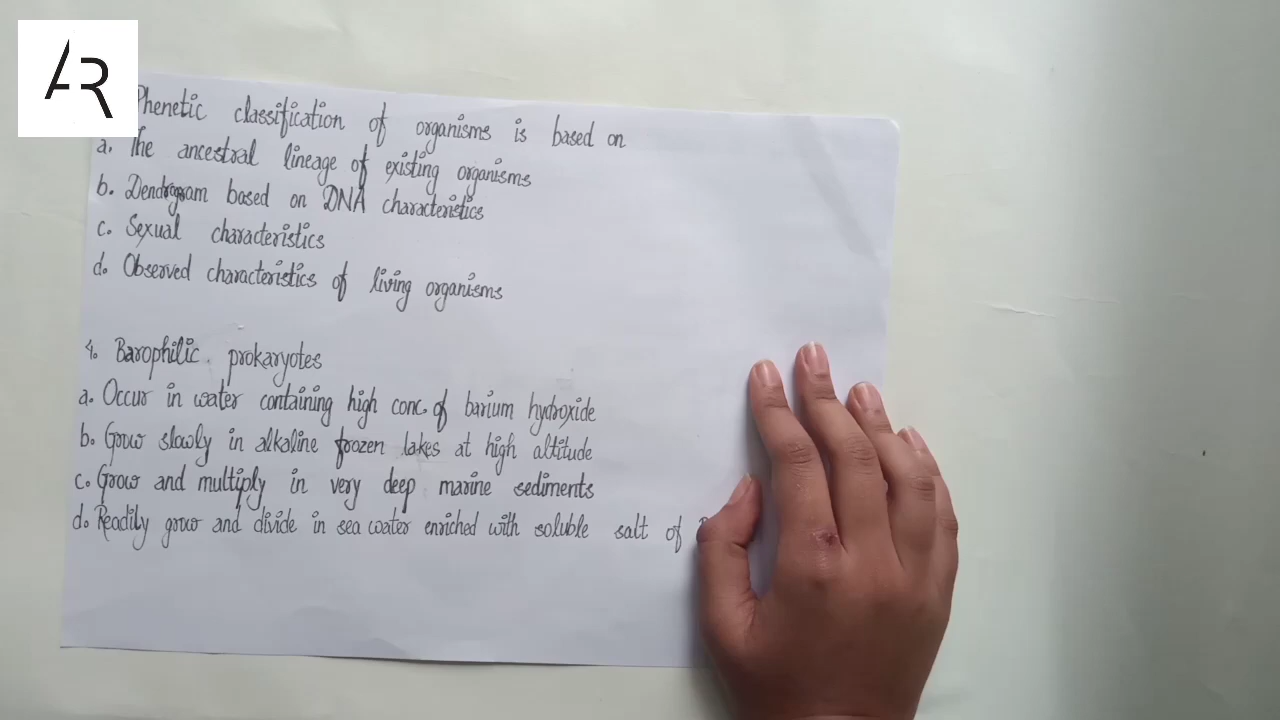 AR
Phenetic classification of organisms is based on
a. The ancestral lineage of existing organisms
b. Dendrogram based on DNA characteristics
c. Sexual characteristics
d. Observed characteristics of living organisms
4. Barophilic prokaryotes
a. Occur in water containing high conc. of barium hydroxide
b. Grow slowly in alkaline frozen lakes at high altitude
c. Grow and multiply in very deep marine sediments
d. Readily grow and divide in sea water enriched with soluble salt of